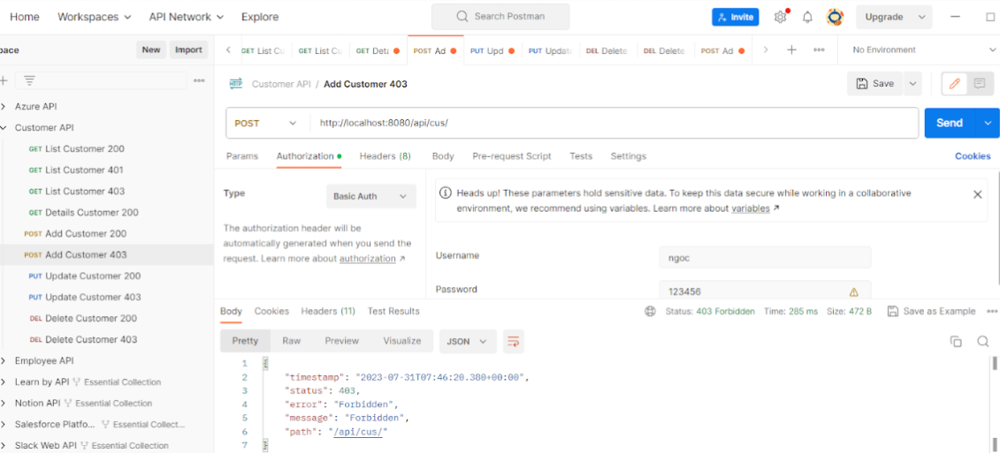 Home Workspaces API Network Explore Search Postman Invite Upgrade
pace New Import GET List Cu GET List Cu GET Deta POST Ad PUT Upd PUT Update DEL Delete DEL Delete POST Ad No Environment
HTTP Customer API / Add Customer 403 Save
Azure API
Customer API
GET List Customer 200
GET List Customer 401
GET List Customer 403
GET Details Customer 200
POST Add Customer 200
POST Add Customer 403
PUT Update Customer 200
PUT Update Customer 403
DEL Delete Customer 200
DEL Delete Customer 403
Employee API
Learn by API Essential Collection
Notion API Essential Collection
Salesforce Platfo... Essential Collect...
Slack Web API Essential Collection
POST http://localhost:8080/api/cus/ Send
Params Authorization Headers (8) Body Pre-request Script Tests Settings Cookies
Type Basic Auth
The authorization header will be
automatically generated when you send the
request. Learn more about authorization ↗
Heads up! These parameters hold sensitive data. To keep this data secure while working in a collaborative
environment, we recommend using variables. Learn more about variables ↗
Username ngoc
Password 123456
Body Cookies Headers (11) Test Results Status: 403 Forbidden Time: 285 ms Size: 472 B Save as Example
Pretty Raw Preview Visualize JSON
1 {
2 "timestamp": "2023-07-31T07:46:20.380+00:00",
3 "status": 403,
4 "error": "Forbidden",
5 "message": "Forbidden",
6 "path": "/api/cus/"
7 }